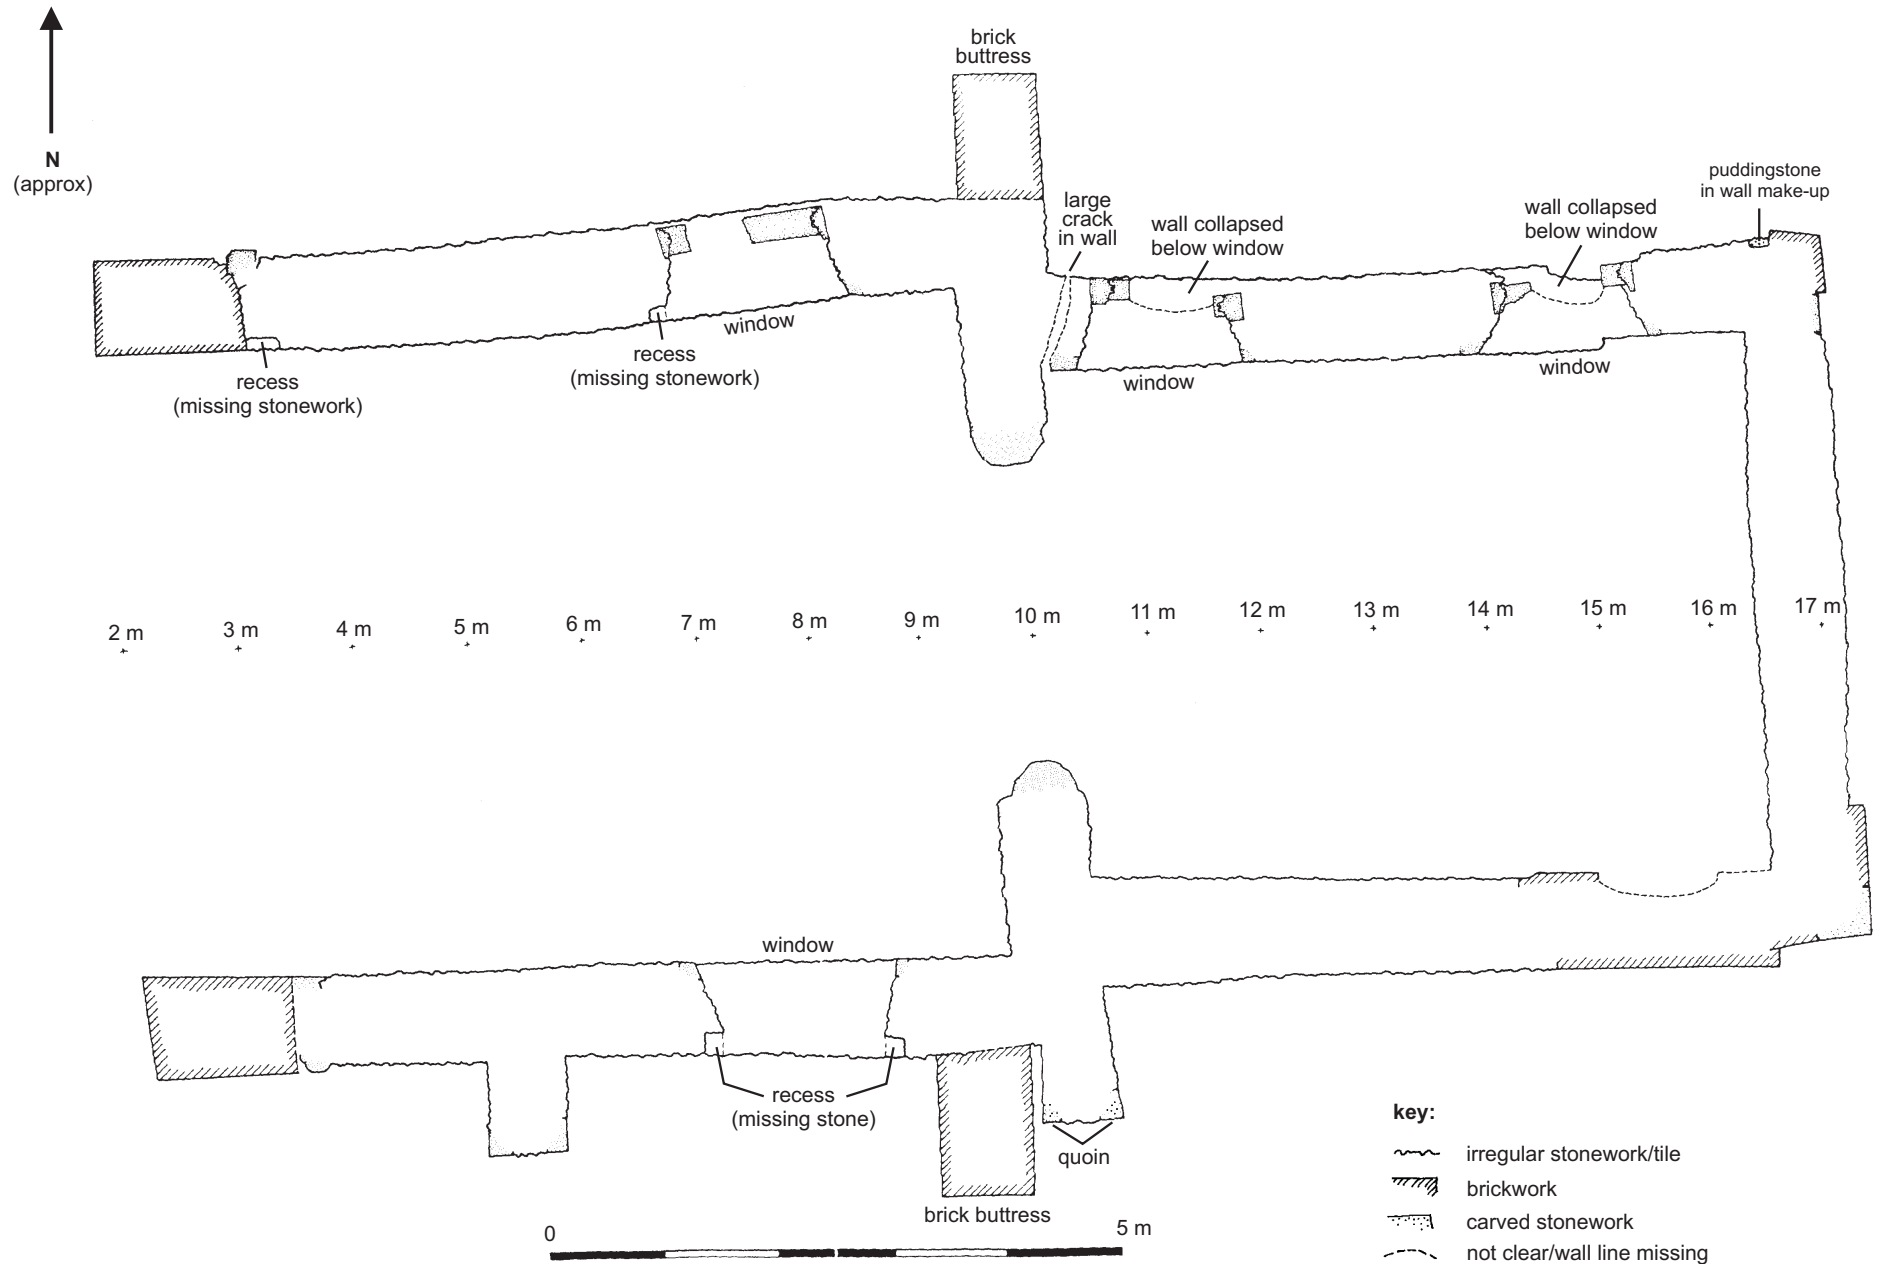 brick
buttress
N
(approx)
puddingstone
in wall make-up
large
crack
in wall
wall collapsed
below window
wall collapsed
below window
window
recess
(missing stonework)
recess
(missing stonework)
window
window
2 m
3 m
4 m
5 m
6 m
7 m
8 m
9 m
10 m
11 m
12 m
13 m
14 m
15 m
16 m
17 m
window
recess
(missing stone)
quoin
brick buttress
0
5 m
key:
irregular stonework/tile
brickwork
carved stonework
not clear/wall line missing